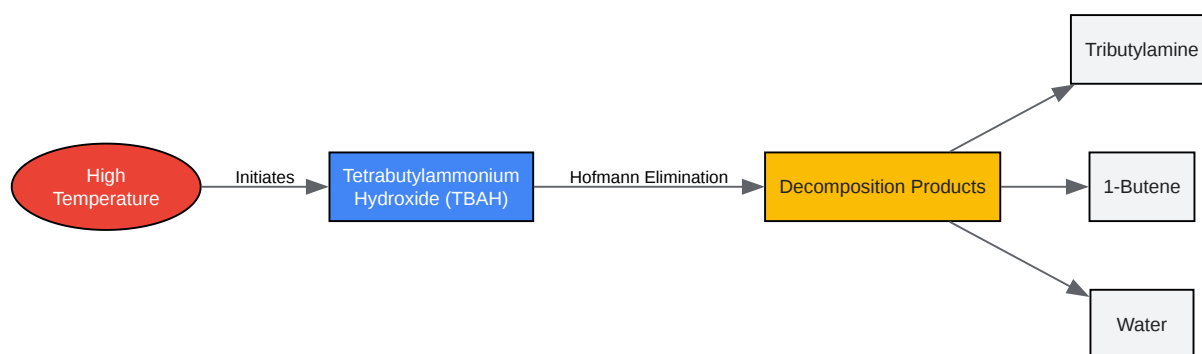 High
Temperature
Initiates
Tetrabutylammonium
Hydroxide (TBAH)
Hofmann Elimination
Decomposition Products
Tributylamine
1-Butene
Water